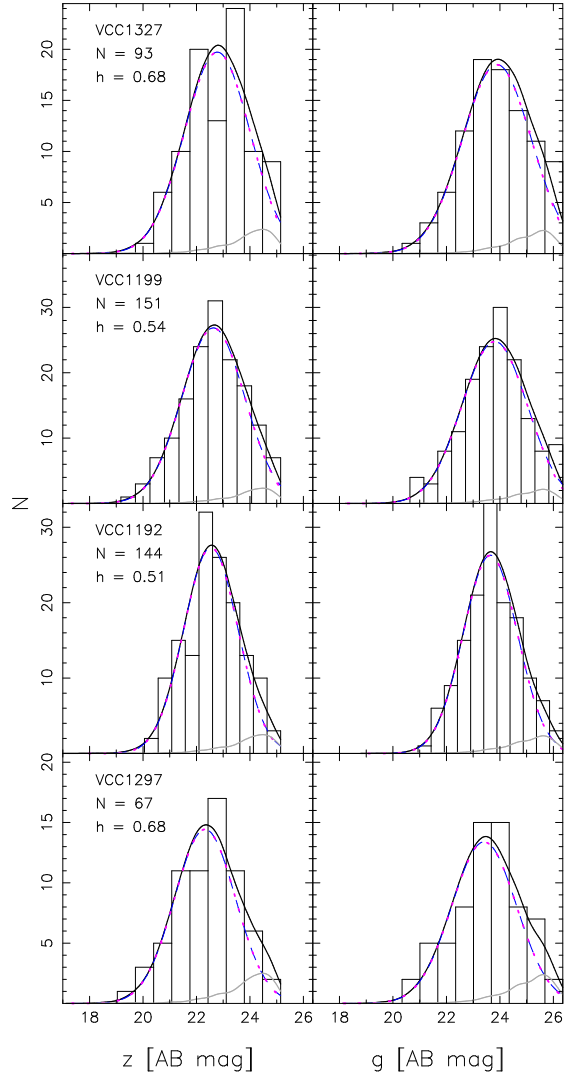 VCC1327
N = 93
h = 0.68
20
15
10
5
VCC1199
N = 151
h = 0.54
30
20
10
N
VCC1192
N = 144
h = 0.51
30
20
10
20
VCC1297
N = 67
h = 0.68
15
10
5
18 20 22 24 26 18 20 22 24 26
z [AB mag] g [AB mag]